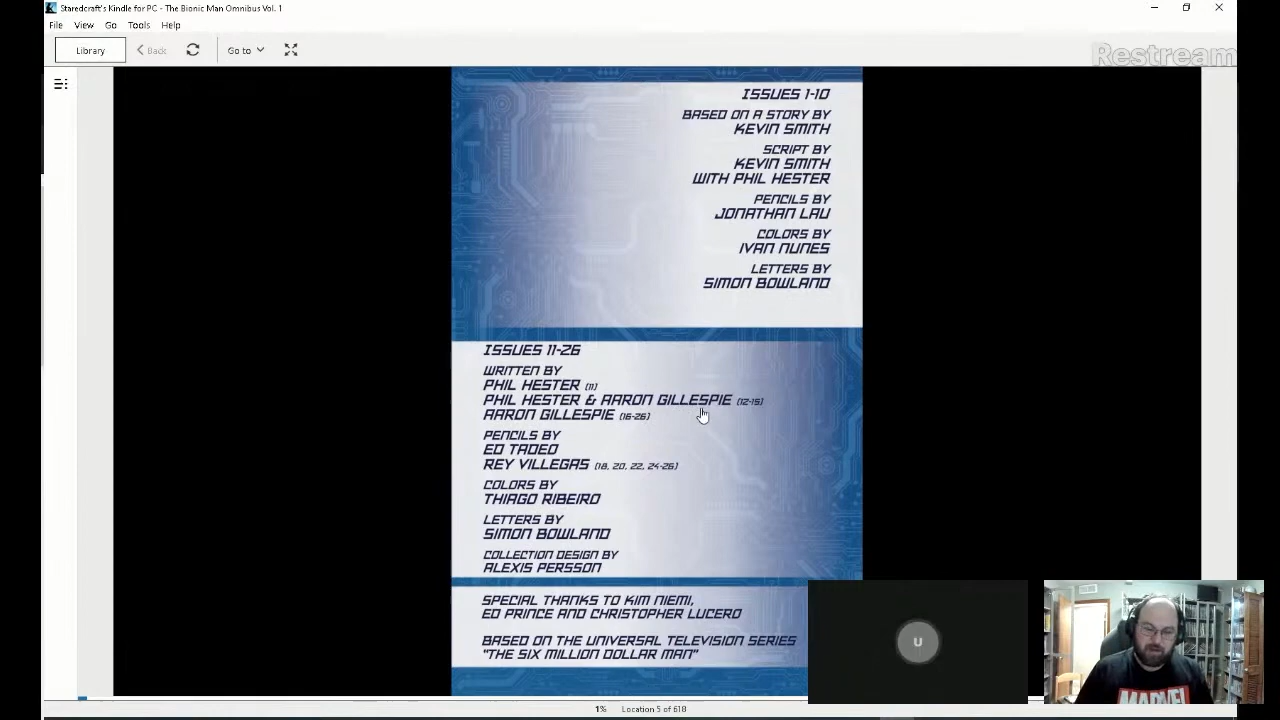 Staredcraft's Kindle for PC - The Bionic Man Omnibus Vol. 1
File View Go Tools Help
Library Back Go to
Restream
ISSUES 1-10
BASED ON A STORY BY
KEVIN SMITH
SCRIPT BY
KEVIN SMITH
WITH PHIL HESTER
PENCILS BY
JONATHAN LAU
COLORS BY
IVAN NUNES
LETTERS BY
SIMON BOWLAND
ISSUES 11-26
WRITTEN BY
PHIL HESTER (11)
PHIL HESTER & AARON GILLESPIE (12-15)
AARON GILLESPIE (16-26)
PENCILS BY
ED TADEO
REY VILLEGAS (18, 20, 22, 24-26)
COLORS BY
THIAGO RIBEIRO
LETTERS BY
SIMON BOWLAND
COLLECTION DESIGN BY
ALEXIS PERSSON
SPECIAL THANKS TO KIM NIEMI,
ED PRINCE AND CHRISTOPHER LUCERO
BASED ON THE UNIVERSAL TELEVISION SERIES
"THE SIX MILLION DOLLAR MAN"
U
MARVEL
1% Location 5 of 618